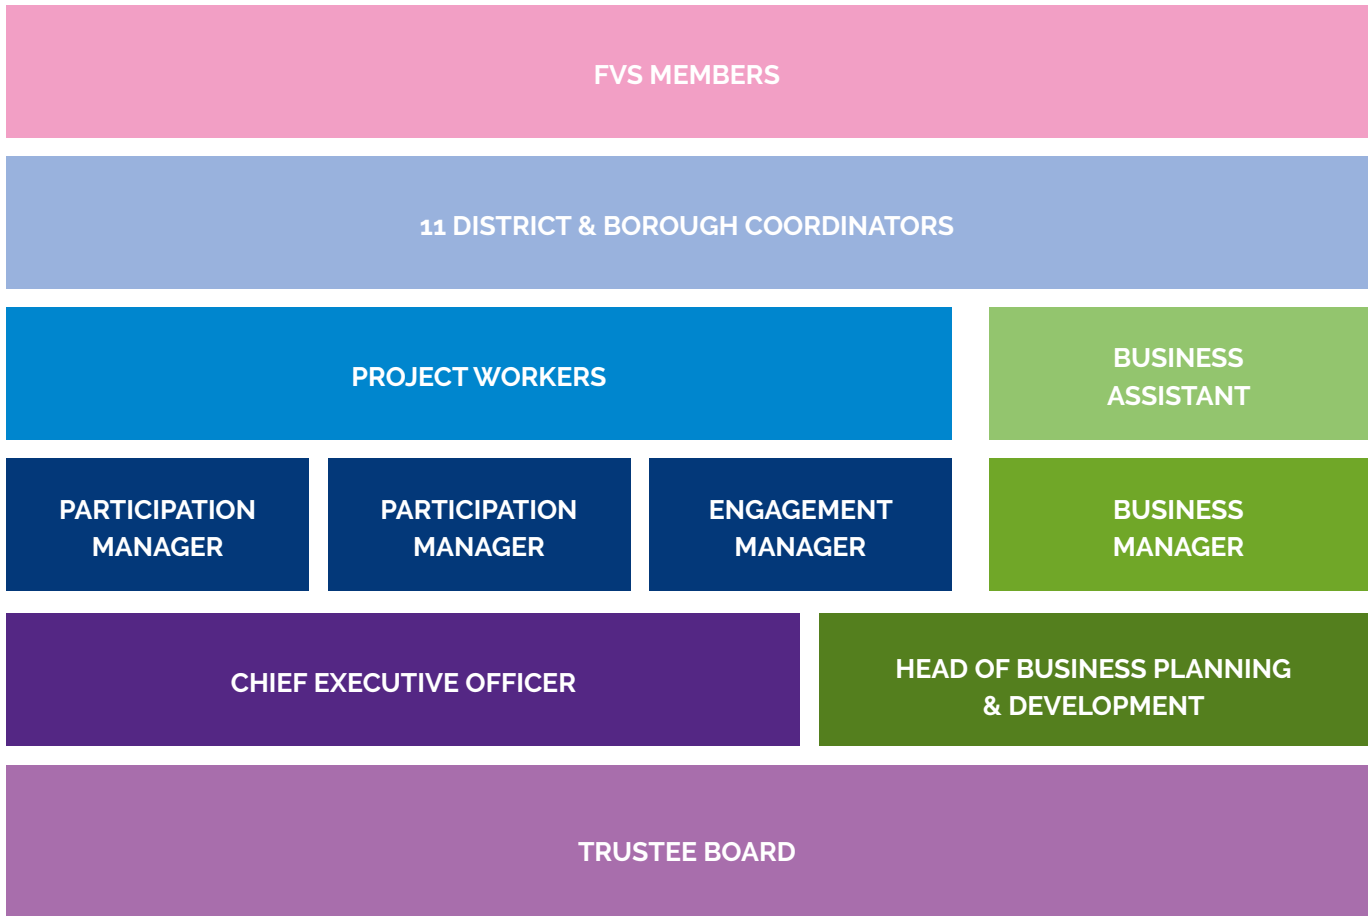 FVS MEMBERS
11 DISTRICT & BOROUGH COORDINATORS
PROJECT WORKERS
BUSINESS
ASSISTANT
PARTICIPATION
MANAGER
PARTICIPATION
MANAGER
ENGAGEMENT
MANAGER
BUSINESS
MANAGER
CHIEF EXECUTIVE OFFICER
HEAD OF BUSINESS PLANNING
& DEVELOPMENT
TRUSTEE BOARD